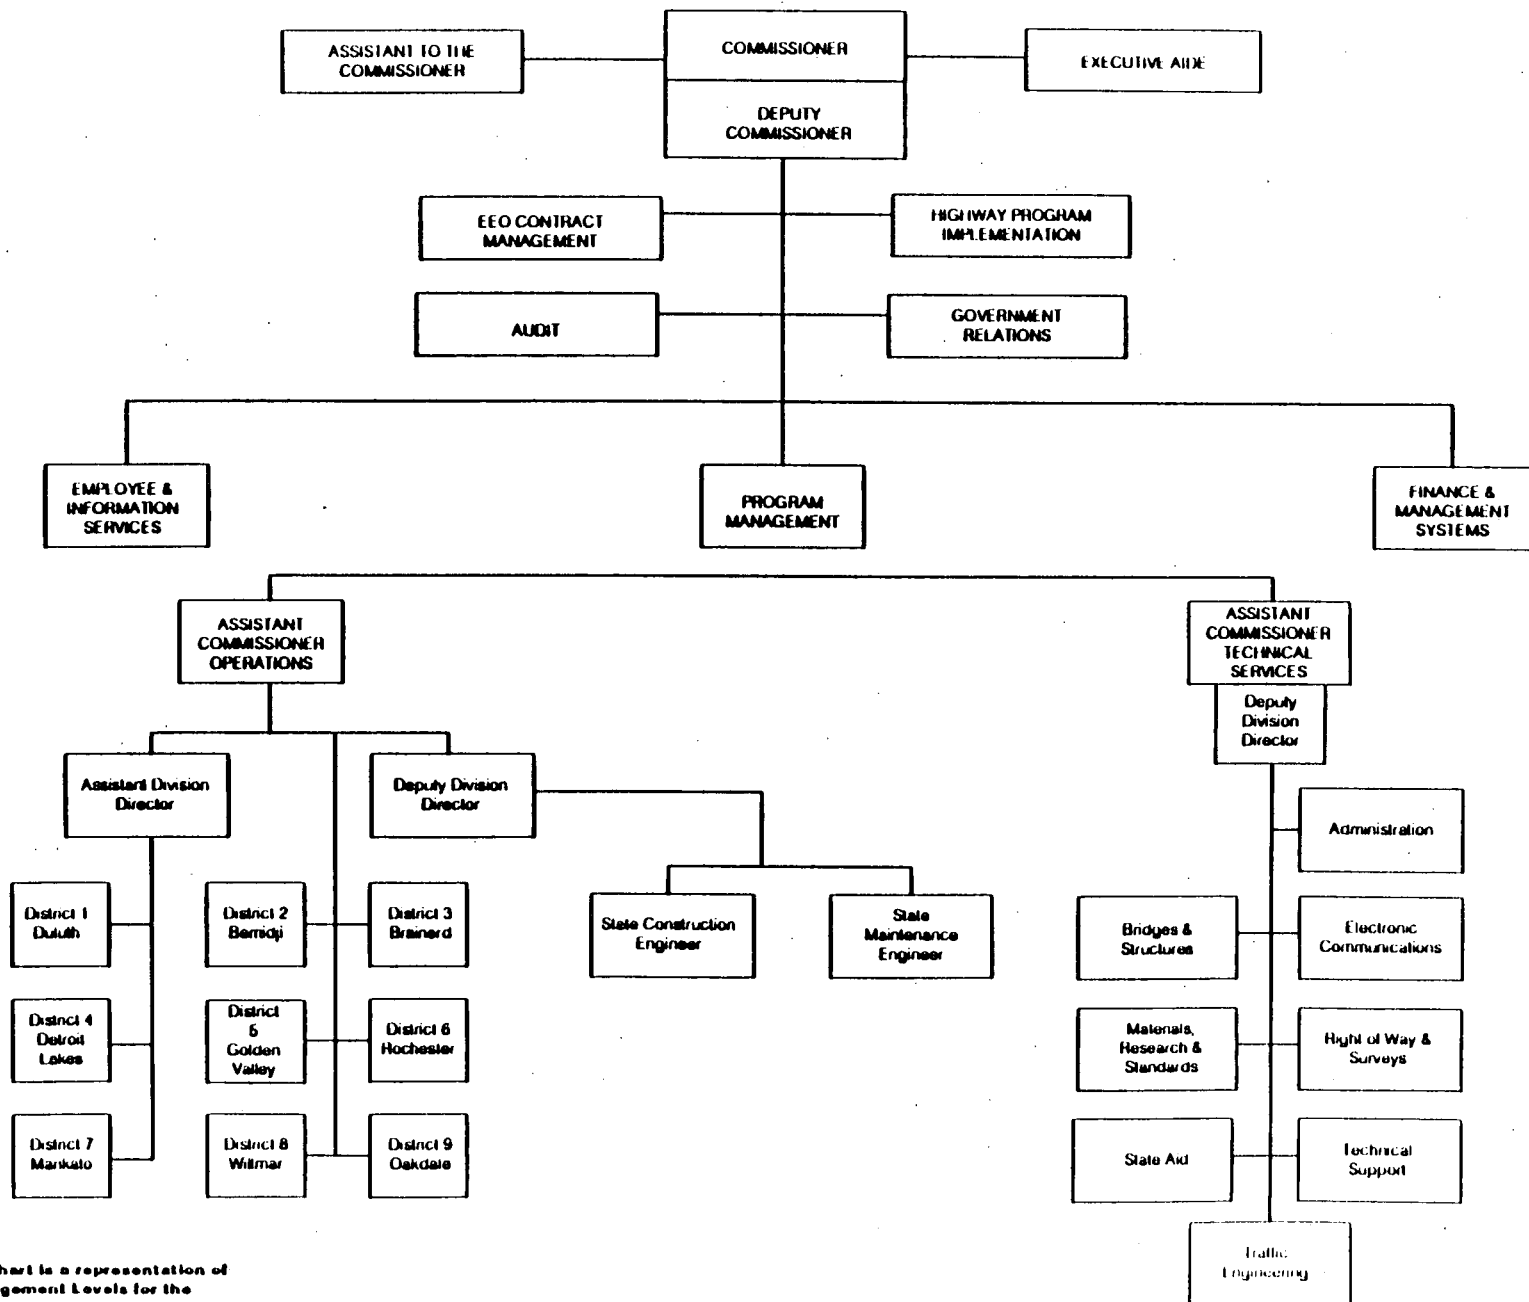 ASSISTANT TO THE
COMMISSIONER
COMMISSIONER
EXECUTIVE AIDE
DEPUTY
COMMISSIONER
EEO CONTRACT
MANAGEMENT
HIGHWAY PROGRAM
IMPLEMENTATION
AUDIT
GOVERNMENT
RELATIONS
EMPLOYEE &
INFORMATION
SERVICES
PROGRAM
MANAGEMENT
FINANCE &
MANAGEMENT
SYSTEMS
ASSISTANT
COMMISSIONER
OPERATIONS
ASSISTANT
COMMISSIONER
TECHNICAL
SERVICES
Deputy
Division
Director
Assistant Division
Director
Deputy Division
Director
Administration
District 1
Duluth
District 2
Bemidji
District 3
Brainerd
State Construction
Engineer
State
Maintenance
Engineer
Bridges &
Structures
Electronic
Communications
District 4
Detroit
Lakes
District
5
Golden
Valley
District 6
Rochester
Materials,
Research &
Standards
Right of Way &
Surveys
District 7
Mankato
District 8
Willmar
District 9
Oakdale
State Aid
Technical
Support
Traffic
Engineering
hart is a representation of
gement Levels for the